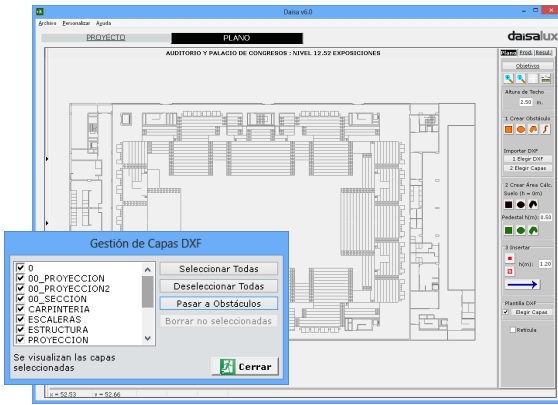 Daisa v6.0
Archivo Personalizar Ayuda
PROYECTO PLANO
daisalux
AUDITORIO Y PALACIO DE CONGRESOS : NIVEL 12.52 EXPOSICIONES
Plano Prod. Resul.
Objetivos
Altura de Techo
2.50 m.
1 Crear Obstáculo
Importar DXF
1 Elegir DXF
2 Elegir Capas
2 Crear Área Cálc.
Suelo (h = 0m)
Pedestal h(m): 0.50
3 Insertar
h(m): 1.20
Plantilla DXF
Elegir Capas
Retícula
Gestión de Capas DXF
0
00_PROYECCION
00_PROYECCION2
00_SECCION
CARPINTERIA
ESCALERAS
ESTRUCTURA
PROYECCION
Seleccionar Todas
Deseleccionar Todas
Pasar a Obstáculos
Borrar no seleccionadas
Se visualizan las capas
seleccionadas
Cerrar
x = 52.53 y = 52.66